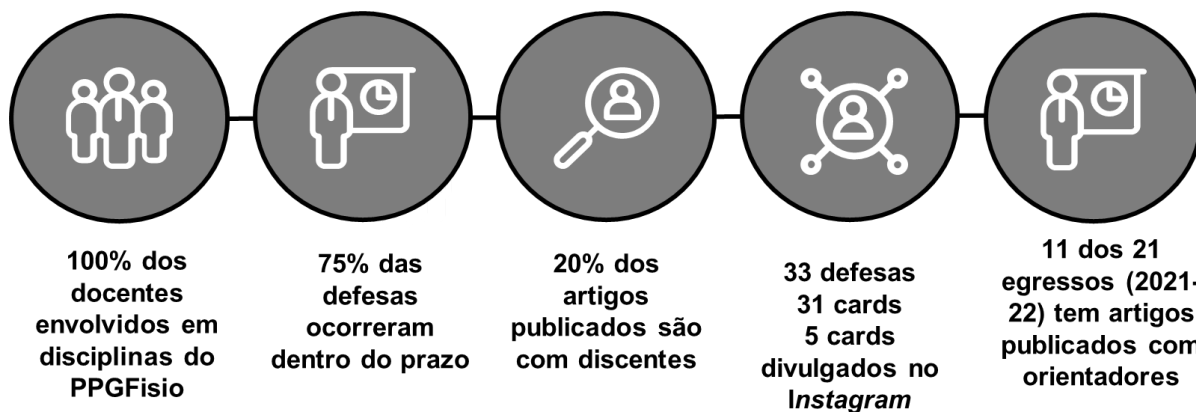 100% dos
docentes
envolvidos em
disciplinas do
PPGFisio
75% das
defesas
ocorreram
dentro do prazo
20% dos
artigos
publicados são
com discentes
33 defesas
31 cards
5 cards
divulgados no
Instagram
11 dos 21
egressos (2021-
22) tem artigos
publicados com
orientadores